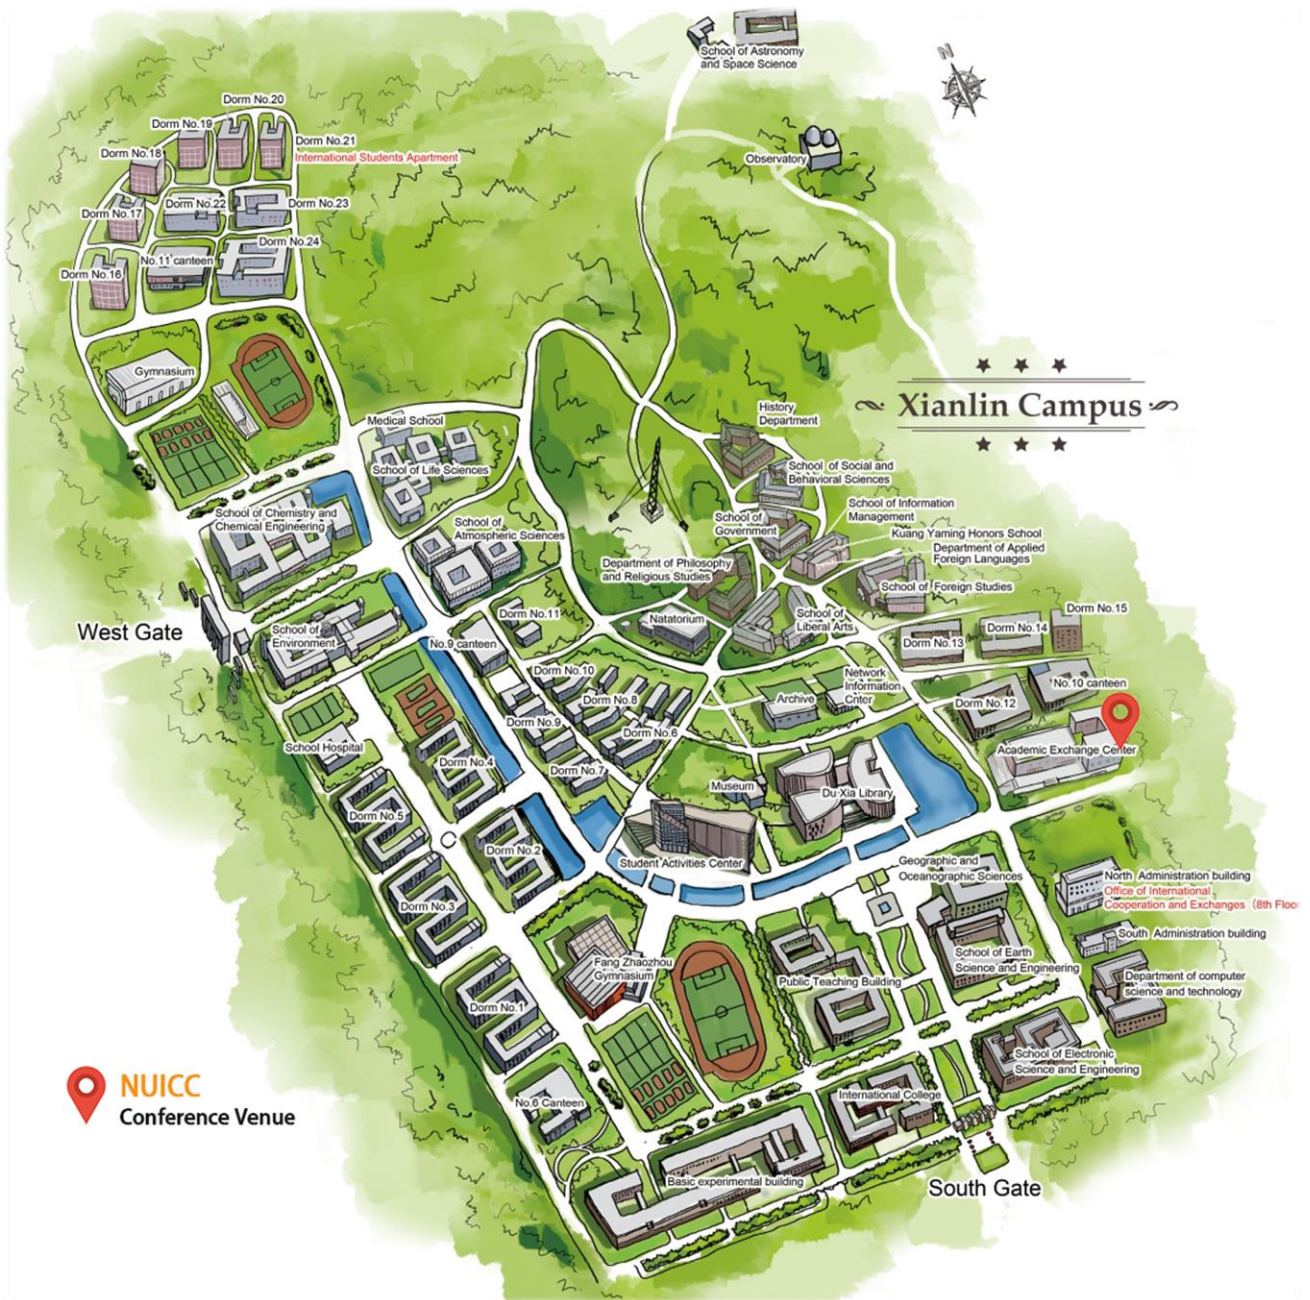 N
School of Astronomy
and Space Science
Dorm No.20
Dorm No.19
Dorm No.21
International Students Apartment
Dorm No.18
Observatory
Dorm No.22
Dorm No.23
Dorm No.17
Dorm No.24
No.11 canteen
Dorm No.16
Gymnasium
Xianlin Campus
History
Department
Medical School
School of Life Sciences
School of Social and
Behavioral Sciences
School of Information
Management
School of Chemistry and
Chemical Engineering
School of
Atmospheric Sciences
School of
Government
Kuang Yaming Honors School
Department of Applied
Foreign Languages
Department of Philosophy
and Religious Studies
School of Foreign Studies
West Gate
School of
Environment
Dorm No.11
No.9 canteen
Natatorium
School of
Liberal Arts
Dorm No.15
Dorm No.14
Dorm No.13
Dorm No.10
Dorm No.8
Dorm No.9
Dorm No.6
Network
Information
Cnter
Archive
No.10 canteen
Dorm No.12
School Hospital
Dorm No.4
Dorm No.7
Academic Exchange Center
Museum
Du Xia Library
Dorm No.5
Dorm No.2
Student Activities Center
Geographic and
Oceanographic Sciences
North Administration building
Office of International
Cooperation and Exchanges (8th Floo
Dorm No.3
South Administration building
Fang Zhaozhou
Gymnasium
School of Earth
Science and Engineering
Public Teaching Building
Department of computer
science and technology
Dorm No.1
School of Electronic
Science and Engineering
No.6 Canteen
International College
NUICC
Conference Venue
Basic experimental building
South Gate